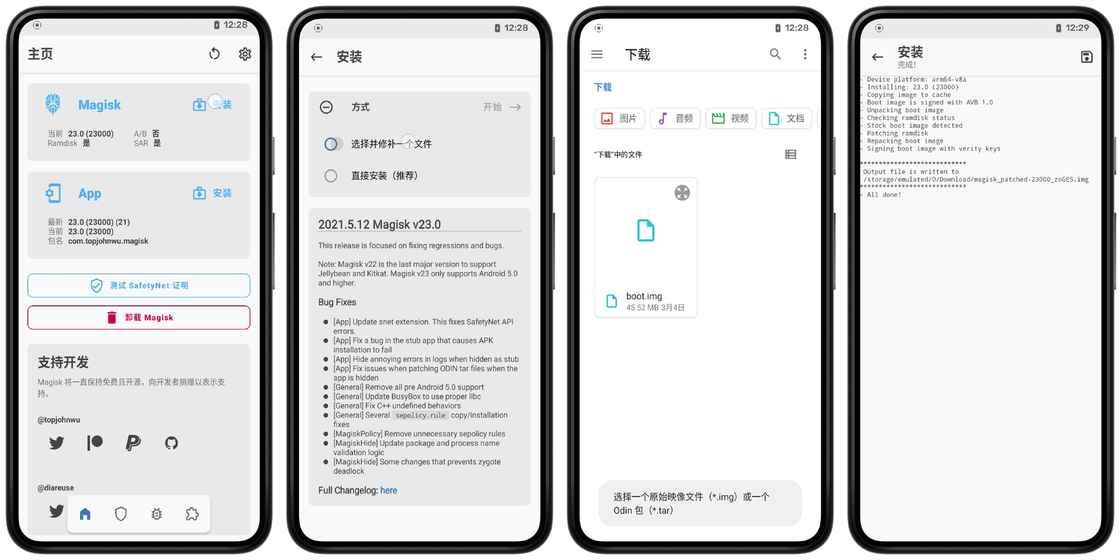 12:28
主页
Magisk
装
当前 23.0 (23000)
A/B 否
Ramdisk 是
SAR 是
App
安装
最新 23.0 (23000) (21)
当前 23.0 (23000)
包名 com.topjohnwu.magisk
测试 SafetyNet 证明
卸载 Magisk
支持开发
Magisk 将一直保持免费且开源，向开发者捐赠以表示支
持。
@topjohnwu
@diareuse
12:28
安装
方式
开始
选择并修补一个文件
直接安装（推荐）
2021.5.12 Magisk v23.0
This release is focused on fixing regressions and bugs.
Note: Magisk v22 is the last major version to support
Jellybean and Kitkat. Magisk v23 only supports Android 5.0
and higher.
Bug Fixes
[App] Update snet extension. This fixes SafetyNet API
errors.
[App] Fix a bug in the stub app that causes APK
installation to fail
[App] Hide annoying errors in logs when hidden as stub
[App] Fix issues when patching ODIN tar files when the
app is hidden
[General] Remove all pre Android 5.0 support
[General] Update BusyBox to use proper libc
[General] Fix C++ undefined behaviors
[General] Several sepolicy.rule copy/installation
fixes
[MagiskPolicy] Remove unnecessary sepolicy rules
[MagiskHide] Update package and process name
validation logic
[MagiskHide] Some changes that prevents zygote
deadlock
Full Changelog: here
12:28
下载
下载
图片
音频
视频
文档
"下载"中的文件
boot.img
45.52 MB 3月4日
选择一个原始映像文件（*.img）或一个
Odin 包（*.tar）
12:29
安装
完成！
- Device platform: arm64-v8a
- Installing: 23.0 (23000)
- Copying image to cache
- Boot image is signed with AVB 1.0
- Unpacking boot image
- Checking ramdisk status
- Stock boot image detected
- Patching ramdisk
- Repacking boot image
- Signing boot image with verity keys
****************************
Output file is written to
/storage/emulated/0/Download/magisk_patched-23000_zoGES.img
****************************
- All done!